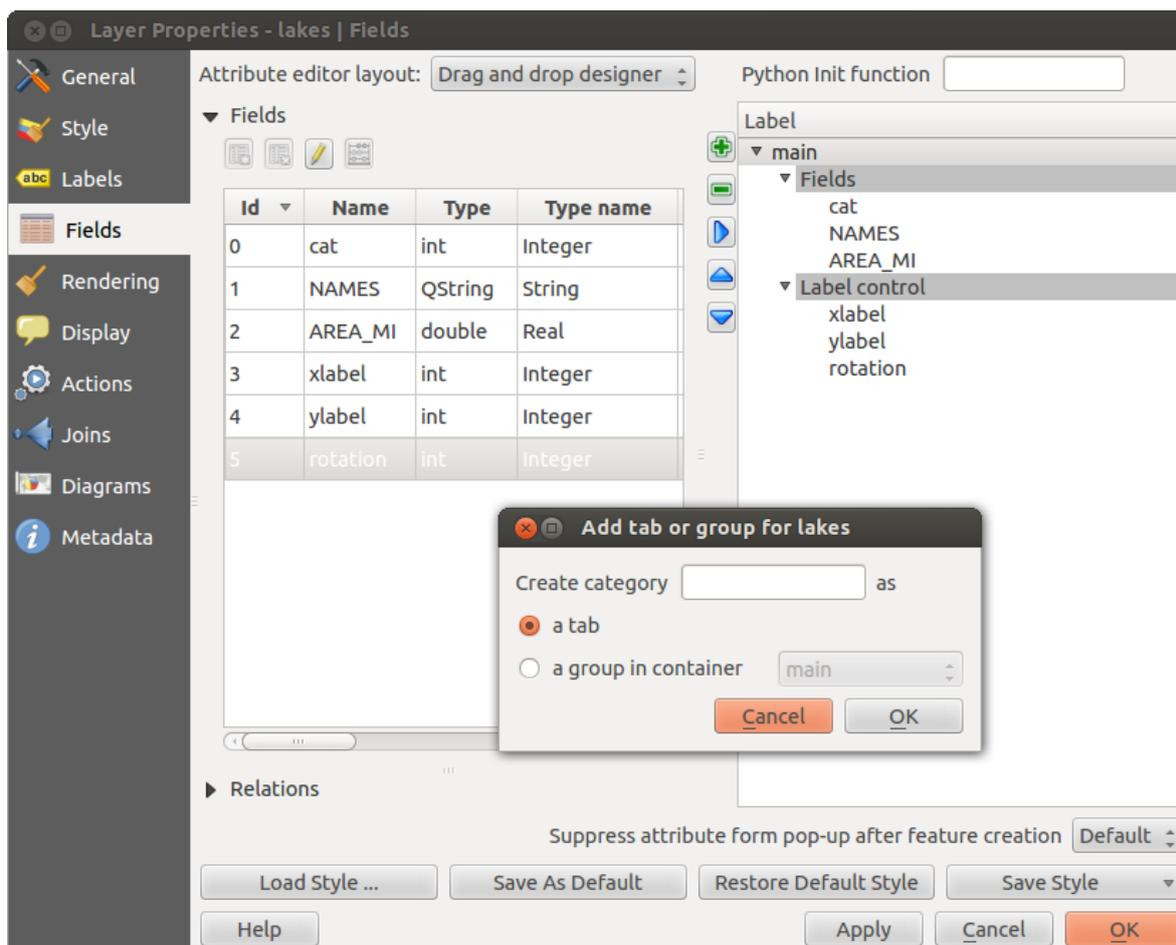 Layer Properties - lakes | Fields
General
Style
Labels
Fields
Rendering
Display
Actions
Joins
Diagrams
Metadata
Attribute editor layout: Drag and drop designer
Python Init function
Fields
Id Name Type Type name
0 cat int Integer
1 NAMES QString String
2 AREA_MI double Real
3 xlabel int Integer
4 ylabel int Integer
5 rotation int Integer
Label
main
Fields
cat
NAMES
AREA_MI
Label control
xlabel
ylabel
rotation
Add tab or group for lakes
Create category as
a tab
a group in container main
Cancel OK
Relations
Suppress attribute form pop-up after feature creation Default
Load Style ... Save As Default Restore Default Style Save Style
Help Apply Cancel OK
abc